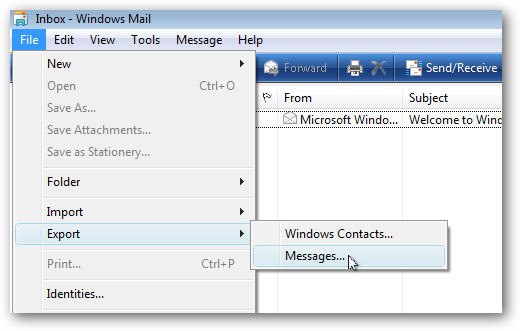 Inbox - Windows Mail
File Edit View Tools Message Help
Forward Send/Receive
New
Open Ctrl+O
Save As...
Save Attachments...
Save as Stationery...
Folder
Import
Export
Print... Ctrl+P
Identities...
From Subject
Microsoft Windo... Welcome to Wind
Windows Contacts...
Messages...